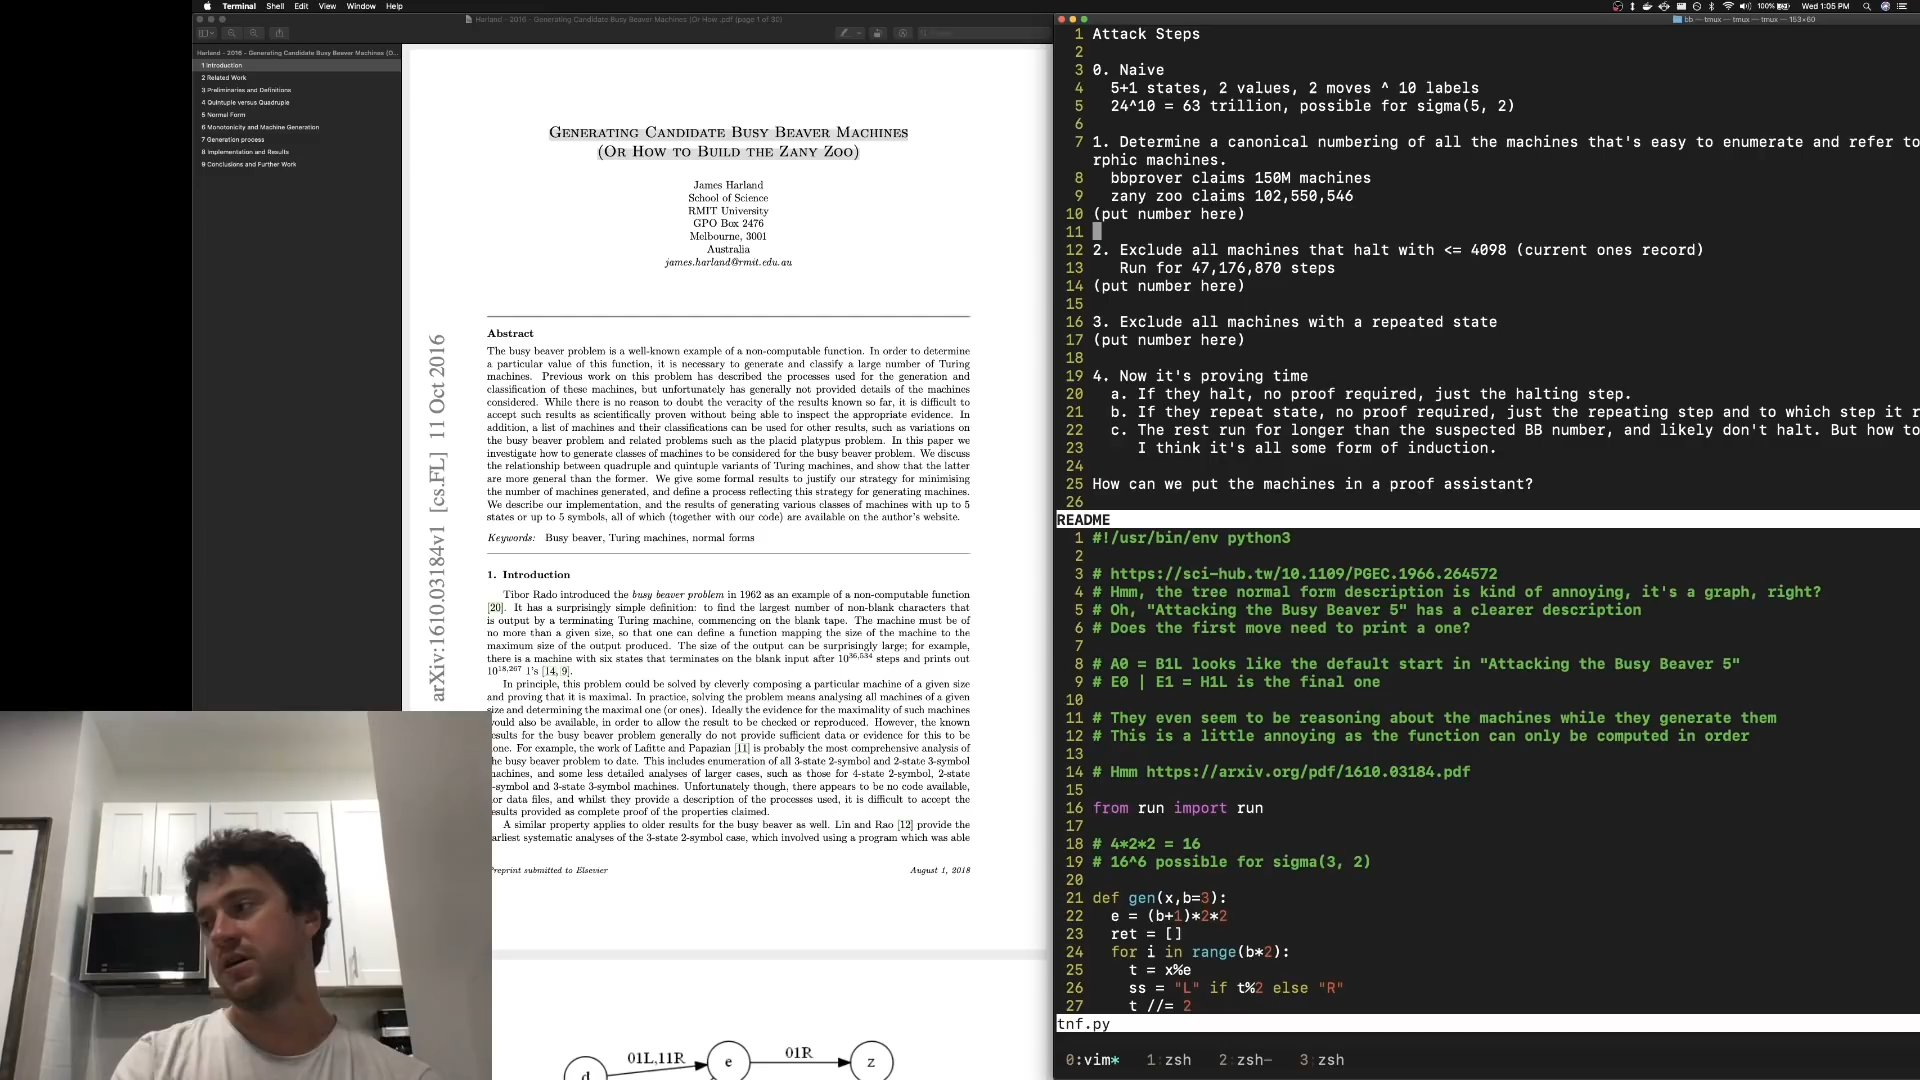 Terminal Shell Edit View Window Help
100% Wed 1:05 PM
Harland - 2016 - Generating Candidate Busy Beaver Machines (Or How .pdf (page 1 of 30)
bb — tmux — tmux — tmux — 153×60
Harland - 2016 - Generating Candidate Busy Beaver Machines (O...
1 Introduction
2 Related Work
3 Preliminaries and Definitions
4 Quintuple versus Quadruple
5 Normal Form
6 Monotonicity and Machine Generation
7 Generation process
8 Implementation and Results
9 Conclusions and Further Work
Generating Candidate Busy Beaver Machines
(Or How to Build the Zany Zoo)
James Harland
School of Science
RMIT University
GPO Box 2476
Melbourne, 3001
Australia
james.harland@rmit.edu.au
arXiv:1610.03184v1 [cs.FL] 11 Oct 2016
Abstract
The busy beaver problem is a well-known example of a non-computable function. In order to determine
a particular value of this function, it is necessary to generate and classify a large number of Turing
machines. Previous work on this problem has described the processes used for the generation and
classification of these machines, but unfortunately has generally not provided details of the machines
considered. While there is no reason to doubt the veracity of the results known so far, it is difficult to
accept such results as scientifically proven without being able to inspect the appropriate evidence. In
addition, a list of machines and their classifications can be used for other results, such as variations on
the busy beaver problem and related problems such as the placid platypus problem. In this paper we
investigate how to generate classes of machines to be considered for the busy beaver problem. We discuss
the relationship between quadruple and quintuple variants of Turing machines, and show that the latter
are more general than the former. We give some formal results to justify our strategy for minimising
the number of machines generated, and define a process reflecting this strategy for generating machines.
We describe our implementation, and the results of generating various classes of machines with up to 5
states or up to 5 symbols, all of which (together with our code) are available on the author's website.
Keywords: Busy beaver, Turing machines, normal forms
1. Introduction
Tibor Rado introduced the busy beaver problem in 1962 as an example of a non-computable function
[20]. It has a surprisingly simple definition: to find the largest number of non-blank characters that
is output by a terminating Turing machine, commencing on the blank tape. The machine must be of
no more than a given size, so that one can define a function mapping the size of the machine to the
maximum size of the output produced. The size of the output can be surprisingly large; for example,
there is a machine with six states that terminates on the blank input after 10^36,534 steps and prints out
10^18,267 1's [14, 9].
In principle, this problem could be solved by cleverly composing a particular machine of a given size
and proving that it is maximal. In practice, solving the problem means analysing all machines of a given
size and determining the maximal one (or ones). Ideally the evidence for the maximality of such machines
would also be available, in order to allow the result to be checked or reproduced. However, the known
results for the busy beaver problem generally do not provide sufficient data or evidence for this to be
one. For example, the work of Lafitte and Papazian [11] is probably the most comprehensive analysis of
he busy beaver problem to date. This includes enumeration of all 3-state 2-symbol and 2-state 3-symbol
machines, and some less detailed analyses of larger cases, such as those for 4-state 2-symbol, 2-state
-symbol and 3-state 3-symbol machines. Unfortunately though, there appears to be no code available,
or data files, and whilst they provide a description of the processes used, it is difficult to accept the
results provided as complete proof of the properties claimed.
A similar property applies to older results for the busy beaver as well. Lin and Rao [12] provide the
arliest systematic analyses of the 3-state 2-symbol case, which involved using a program which was able
Preprint submitted to Elsevier August 1, 2018
01L,11R 01R
d e z
1 Attack Steps
2
3 0. Naive
4 5+1 states, 2 values, 2 moves ^ 10 labels
5 24^10 = 63 trillion, possible for sigma(5, 2)
6
7 1. Determine a canonical numbering of all the machines that's easy to enumerate and refer to
rphic machines.
8 bbprover claims 150M machines
9 zany zoo claims 102,550,546
10 (put number here)
11
12 2. Exclude all machines that halt with <= 4098 (current ones record)
13 Run for 47,176,870 steps
14 (put number here)
15
16 3. Exclude all machines with a repeated state
17 (put number here)
18
19 4. Now it's proving time
20 a. If they halt, no proof required, just the halting step.
21 b. If they repeat state, no proof required, just the repeating step and to which step it r
22 c. The rest run for longer than the suspected BB number, and likely don't halt. But how to
23 I think it's all some form of induction.
24
25 How can we put the machines in a proof assistant?
26
README
1 #!/usr/bin/env python3
2
3 # https://sci-hub.tw/10.1109/PGEC.1966.264572
4 # Hmm, the tree normal form description is kind of annoying, it's a graph, right?
5 # Oh, "Attacking the Busy Beaver 5" has a clearer description
6 # Does the first move need to print a one?
7
8 # A0 = B1L looks like the default start in "Attacking the Busy Beaver 5"
9 # E0 | E1 = H1L is the final one
10
11 # They even seem to be reasoning about the machines while they generate them
12 # This is a little annoying as the function can only be computed in order
13
14 # Hmm https://arxiv.org/pdf/1610.03184.pdf
15
16 from run import run
17
18 # 4*2*2 = 16
19 # 16^6 possible for sigma(3, 2)
20
21 def gen(x,b=3):
22 e = (b+1)*2*2
23 ret = []
24 for i in range(b*2):
25 t = x%e
26 ss = "L" if t%2 else "R"
27 t //= 2
tnf.py
0:vim* 1:zsh 2:zsh- 3:zsh